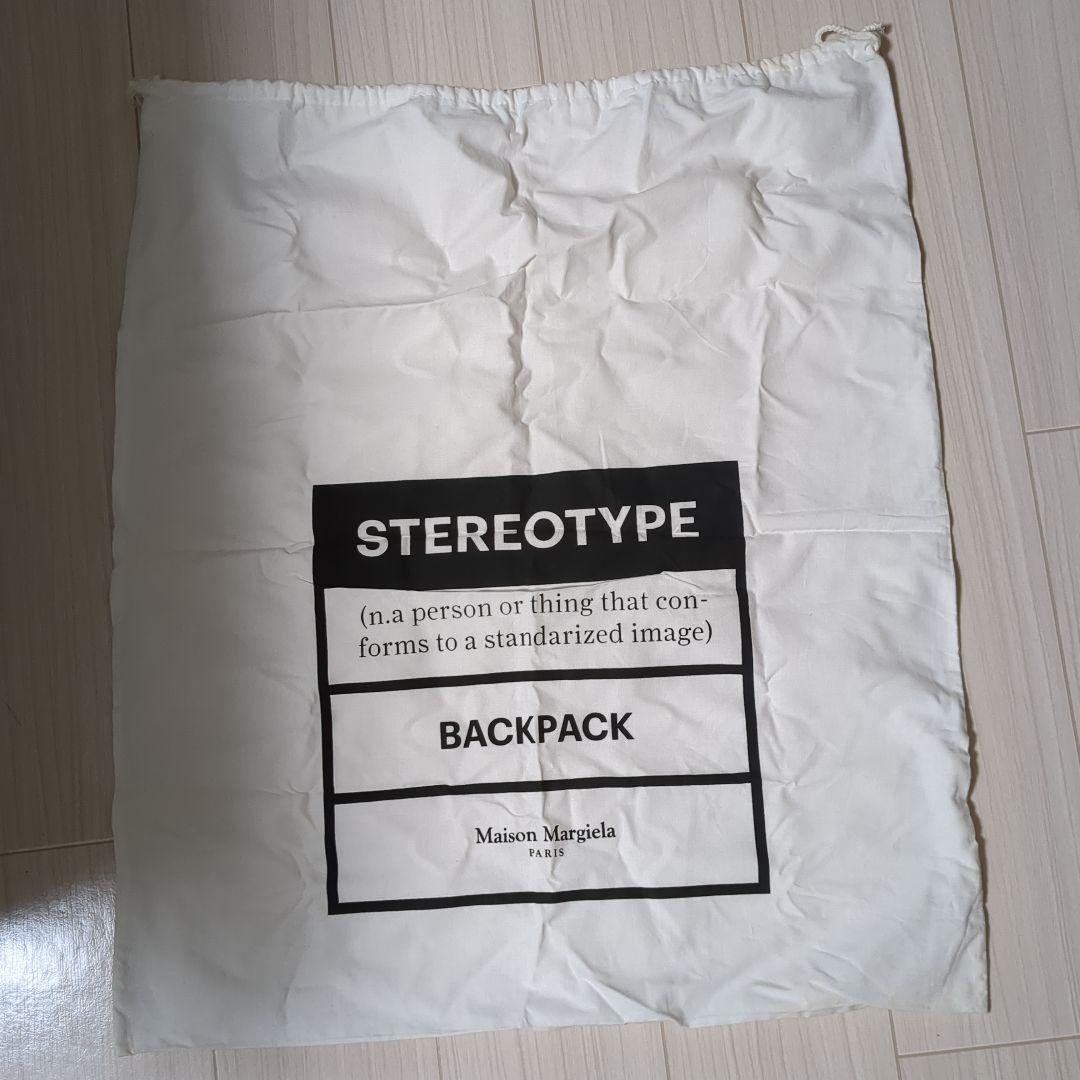 STEREOTYPE
(n.a person or thing that con-
forms to a standarized image)
BACKPACK
Maison Margiela
PARIS